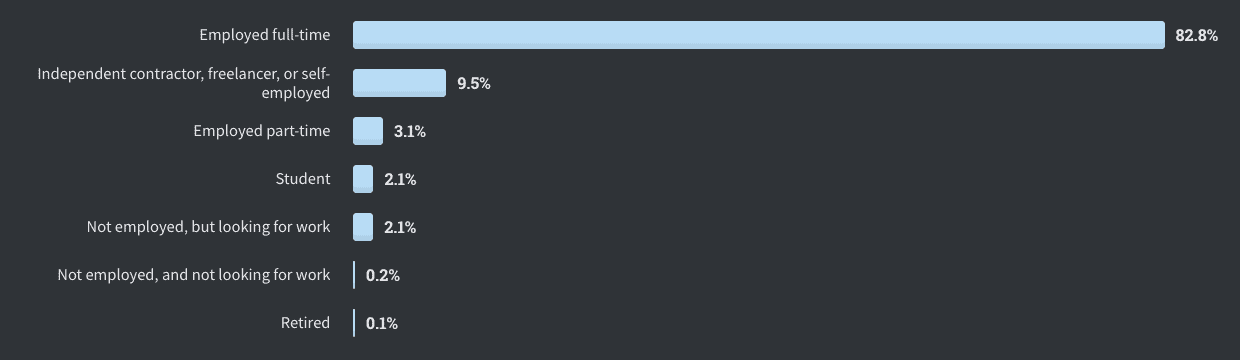 Employed full-time 82.8%
Independent contractor, freelancer, or self-
employed 9.5%
Employed part-time 3.1%
Student 2.1%
Not employed, but looking for work 2.1%
Not employed, and not looking for work 0.2%
Retired 0.1%